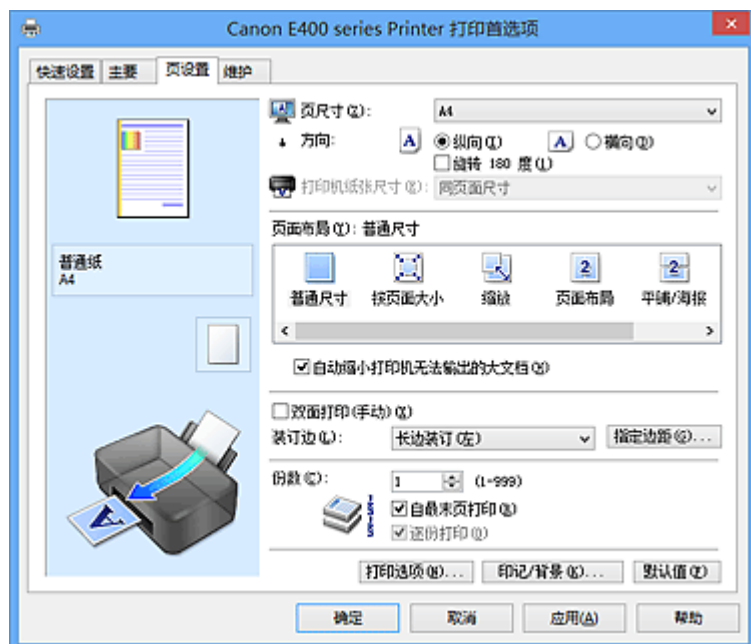 Canon E400 series Printer 打印首选项
快速设置 主要 页设置 维护
页尺寸(Z): A4
方向: A 纵向(I) A 横向(O)
旋转 180 度(L)
打印机纸张尺寸(R): 同页面尺寸
页面布局(Y): 普通尺寸
普通纸
A4
普通尺寸 按页面大小 缩放 页面布局 平铺/海报
自动缩小打印机无法输出的大文档(N)
双面打印(手动)(X)
装订边(L): 长边装订(左) 指定边距(G)...
份数(C): 1 (1-999)
自最末页打印(B)
逐份打印(Q)
打印选项(N)... 印记/背景(K)... 默认值(F)
确定 取消 应用(A) 帮助